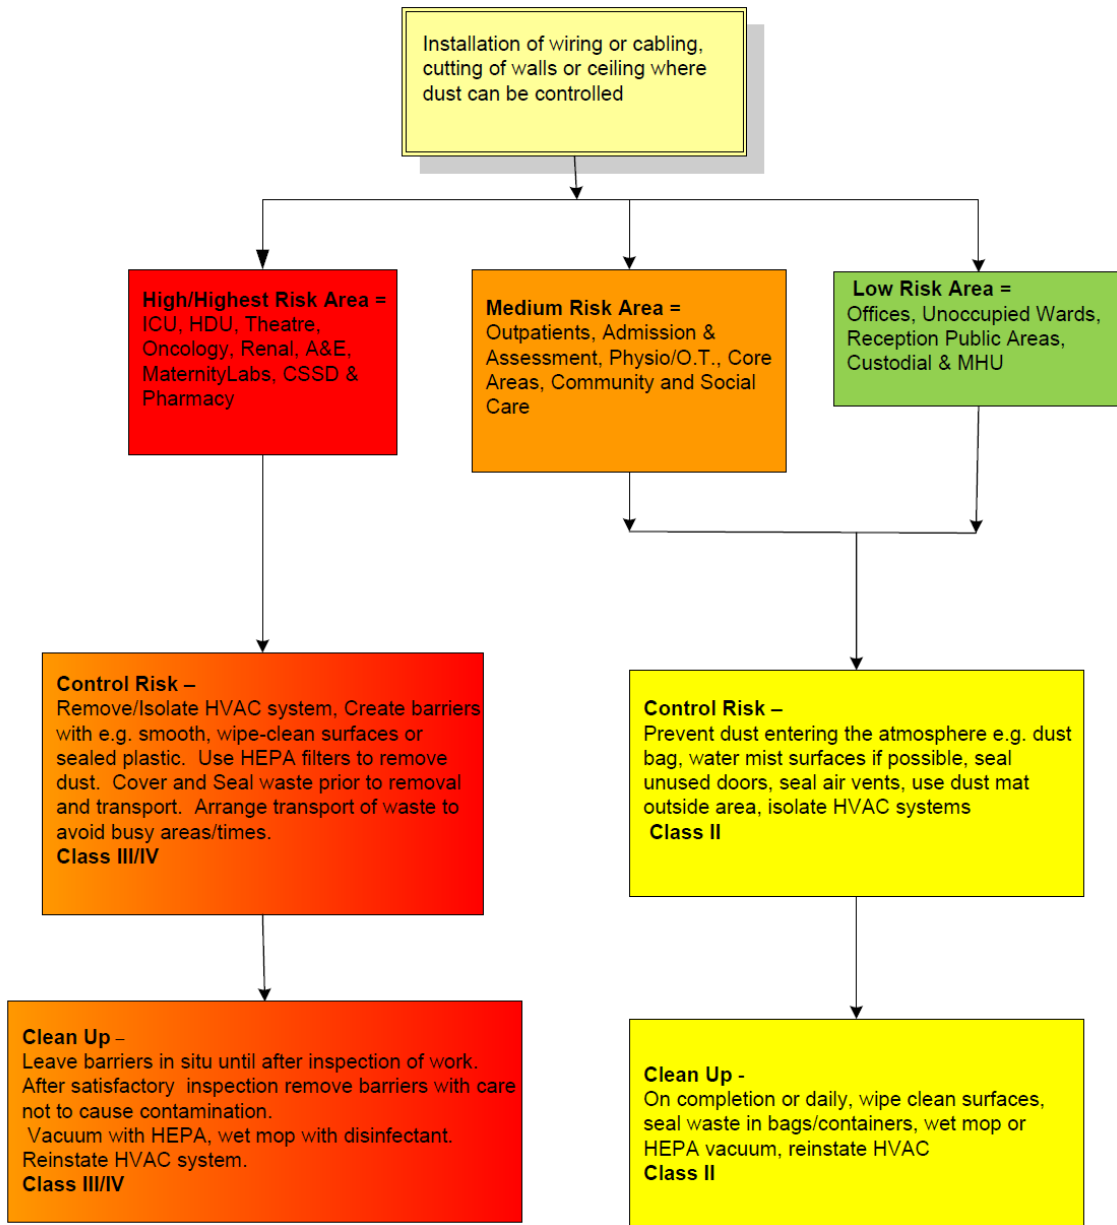 Installation of wiring or cabling,
cutting of walls or ceiling where
dust can be controlled
High/Highest Risk Area =
ICU, HDU, Theatre,
Oncology, Renal, A&E,
MaternityLabs, CSSD &
Pharmacy
Medium Risk Area =
Outpatients, Admission &
Assessment, Physio/O.T., Core
Areas, Community and Social
Care
Low Risk Area =
Offices, Unoccupied Wards,
Reception Public Areas,
Custodial & MHU
Control Risk –
Remove/Isolate HVAC system, Create barriers
with e.g. smooth, wipe-clean surfaces or
sealed plastic. Use HEPA filters to remove
dust. Cover and Seal waste prior to removal
and transport. Arrange transport of waste to
avoid busy areas/times.
Class III/IV
Control Risk –
Prevent dust entering the atmosphere e.g. dust
bag, water mist surfaces if possible, seal
unused doors, seal air vents, use dust mat
outside area, isolate HVAC systems
Class II
Clean Up –
Leave barriers in situ until after inspection of work.
After satisfactory inspection remove barriers with care
not to cause contamination.
Vacuum with HEPA, wet mop with disinfectant.
Reinstate HVAC system.
Class III/IV
Clean Up -
On completion or daily, wipe clean surfaces,
seal waste in bags/containers, wet mop or
HEPA vacuum, reinstate HVAC
Class II